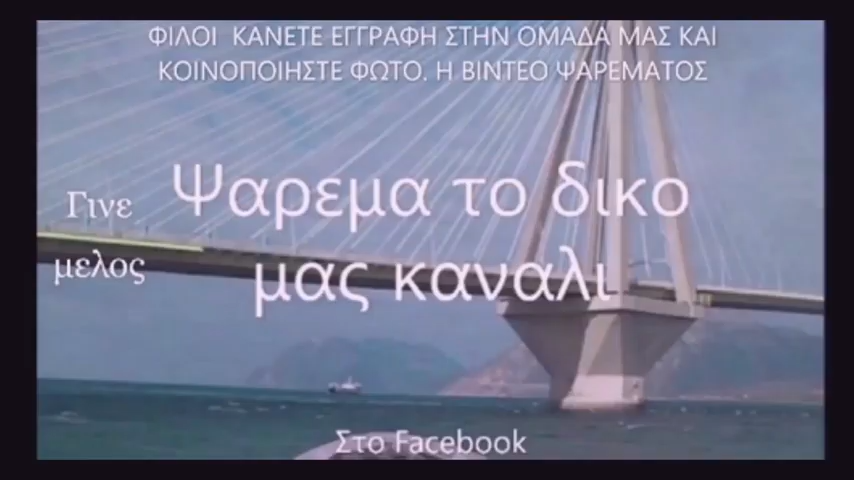 ΦΙΛΟΙ ΚΑΝΕΤΕ ΕΓΓΡΑΦΗ ΣΤΗΝ ΟΜΑΔΑ ΜΑΣ ΚΑΙ
ΚΟΙΝΟΠΟΙΗΣΤΕ ΦΩΤΟ. Η ΒΙΝΤΕΟ ΨΑΡΕΜΑΤΟΣ
Ψαρεμα το δικο
μας καναλι
Γινε
μελος
Στο Facebook